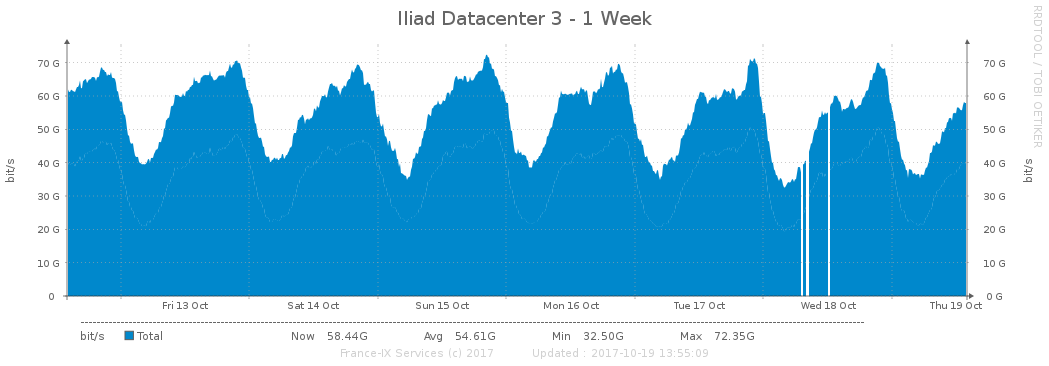 Iliad Datacenter 3 - 1 Week
RRDTOOL / TOBI OETIKER
bit/s
70 G
60 G
50 G
40 G
30 G
20 G
10 G
0
70 G
60 G
50 G
40 G
30 G
20 G
10 G
0 G
bit/s
Fri 13 Oct Sat 14 Oct Sun 15 Oct Mon 16 Oct Tue 17 Oct Wed 18 Oct Thu 19 Oct
bit/s Total Now 58.44G Avg 54.61G Min 32.50G Max 72.35G
France-IX Services (c) 2017 Updated : 2017-10-19 13:55:09